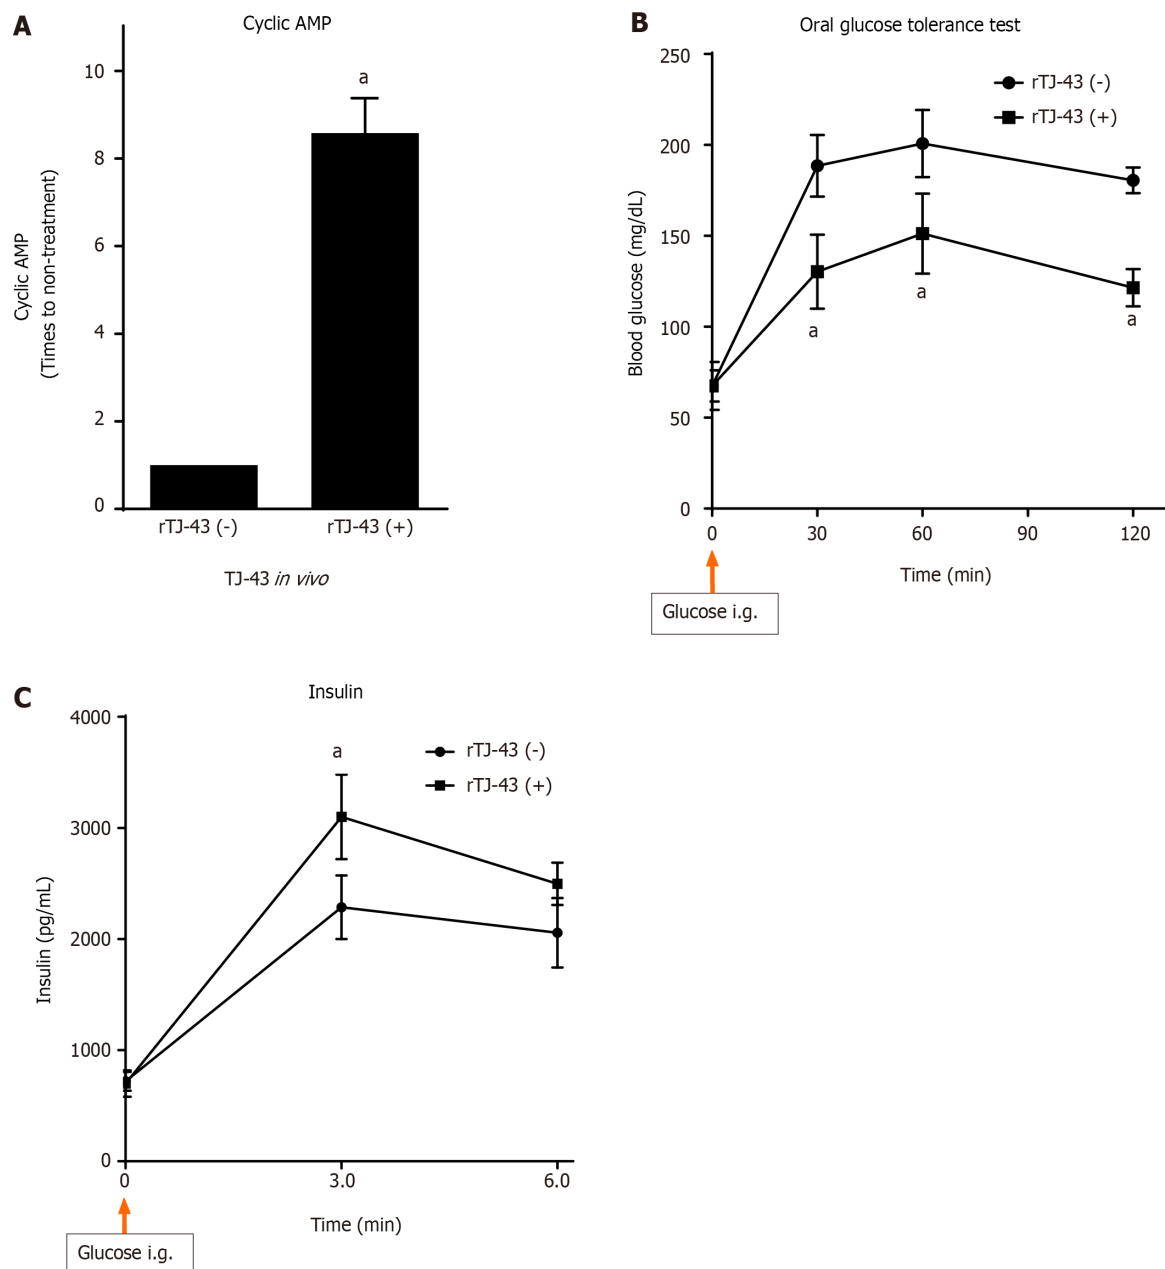 A
Cyclic AMP
Cyclic AMP
(Times to non-treatment)
10
8
6
4
2
0
a
rTJ-43 (-)
rTJ-43 (+)
TJ-43 in vivo
B
Oral glucose tolerance test
Blood glucose (mg/dL)
250
200
150
100
50
0
rTJ-43 (-)
rTJ-43 (+)
a
a
a
0
30
60
90
120
Time (min)
Glucose i.g.
C
Insulin
Insulin (pg/mL)
4000
3000
2000
1000
0
a
rTJ-43 (-)
rTJ-43 (+)
0
3.0
6.0
Time (min)
Glucose i.g.